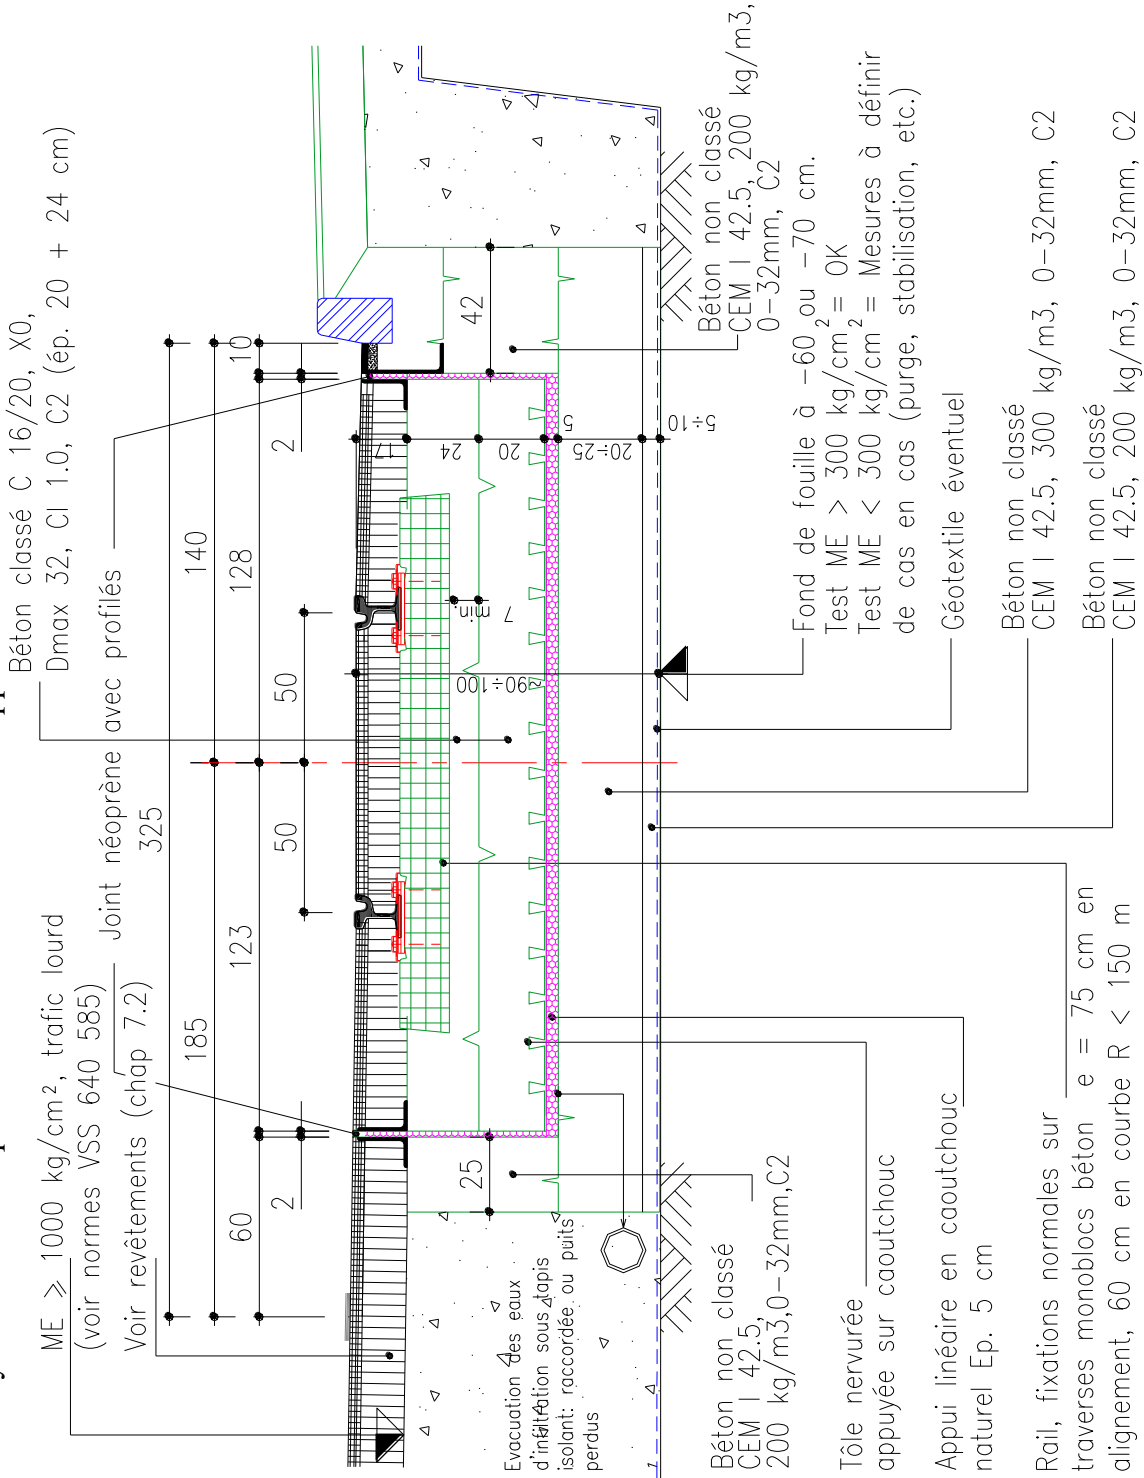 Béton classé C 16/20, X0,
Dmax 32, Cl 1.0, C2 (ép. 20 + 24 cm)
Joint néoprène avec profilés
ME ⩾ 1000 kg/cm², trafic lourd
(voir normes VSS 640 585)
Voir revêtements (chap 7.2)
325
185
140
60
123
128
10
2
50
50
2
17
24
20
5
20÷25
5÷10
7 min.
≈90÷100
25
42
Evacuation des eaux
d'infiltration sous tapis
isolant: raccordée ou puits
perdus
Béton non classé
CEM I 42.5,
200 kg/m3,0-32mm,C2
Tôle nervurée
appuyée sur caoutchouc
Appui linéaire en caoutchouc
naturel Ep. 5 cm
Rail, fixations normales sur
traverses monoblocs béton e = 75 cm en
alignement, 60 cm en courbe R < 150 m
Béton non classé
CEM I 42.5, 200 kg/m3,
0-32mm, C2
Fond de fouille à -60 ou -70 cm.
Test ME > 300 kg/cm² = OK
Test ME < 300 kg/cm² = Mesures à définir
de cas en cas (purge, stabilisation, etc.)
Géotextile éventuel
Béton non classé
CEM I 42.5, 300 kg/m3, 0-32mm, C2
Béton non classé
CEM I 42.5, 200 kg/m3, 0-32mm, C2